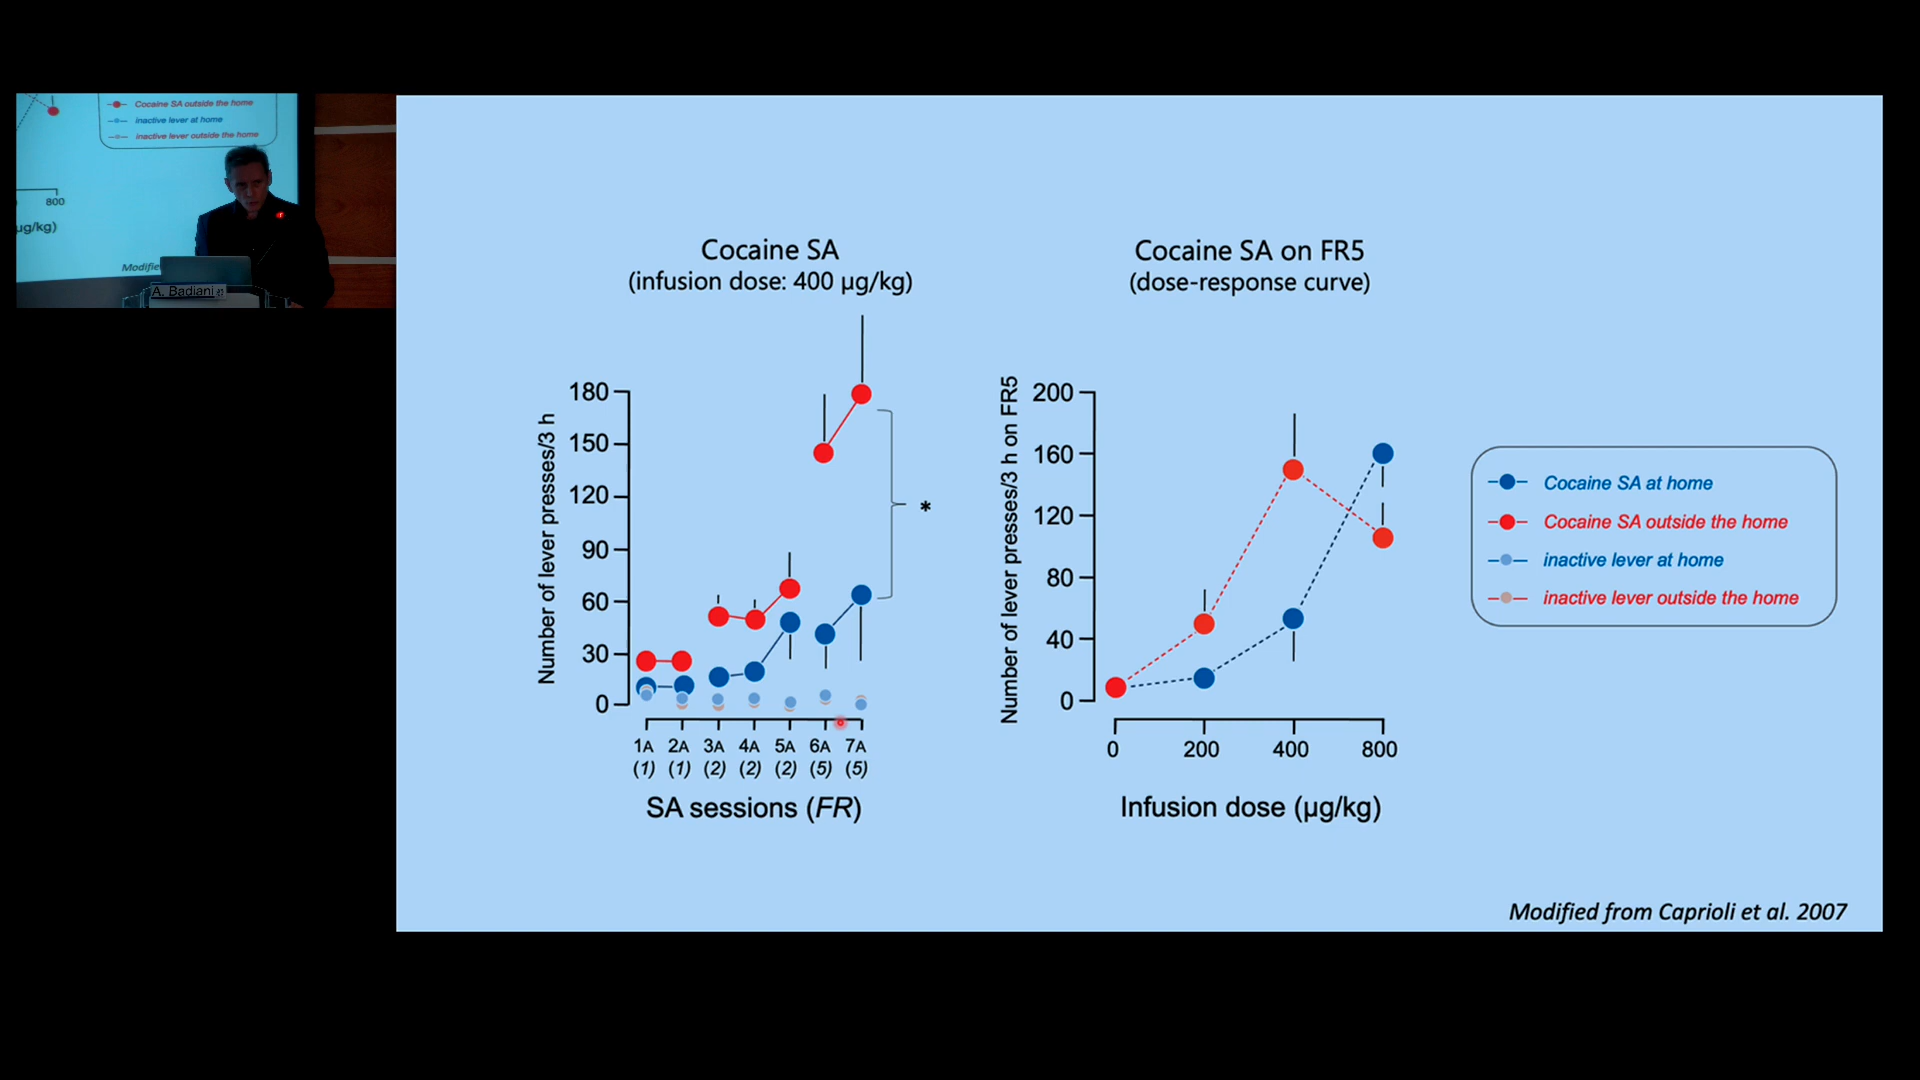 Cocaine SA outside the home
inactive lever at home
inactive lever outside the home
800
µg/kg)
Modifie
A. Badiani
Cocaine SA
(infusion dose: 400 µg/kg)
Number of lever presses/3 h
180
150
120
90
60
30
0
*
1A 2A 3A 4A 5A 6A 7A
(1) (1) (2) (2) (2) (5) (5)
SA sessions (FR)
Cocaine SA on FR5
(dose-response curve)
Number of lever presses/3 h on FR5
200
160
120
80
40
0
0 200 400 800
Infusion dose (µg/kg)
Cocaine SA at home
Cocaine SA outside the home
inactive lever at home
inactive lever outside the home
Modified from Caprioli et al. 2007